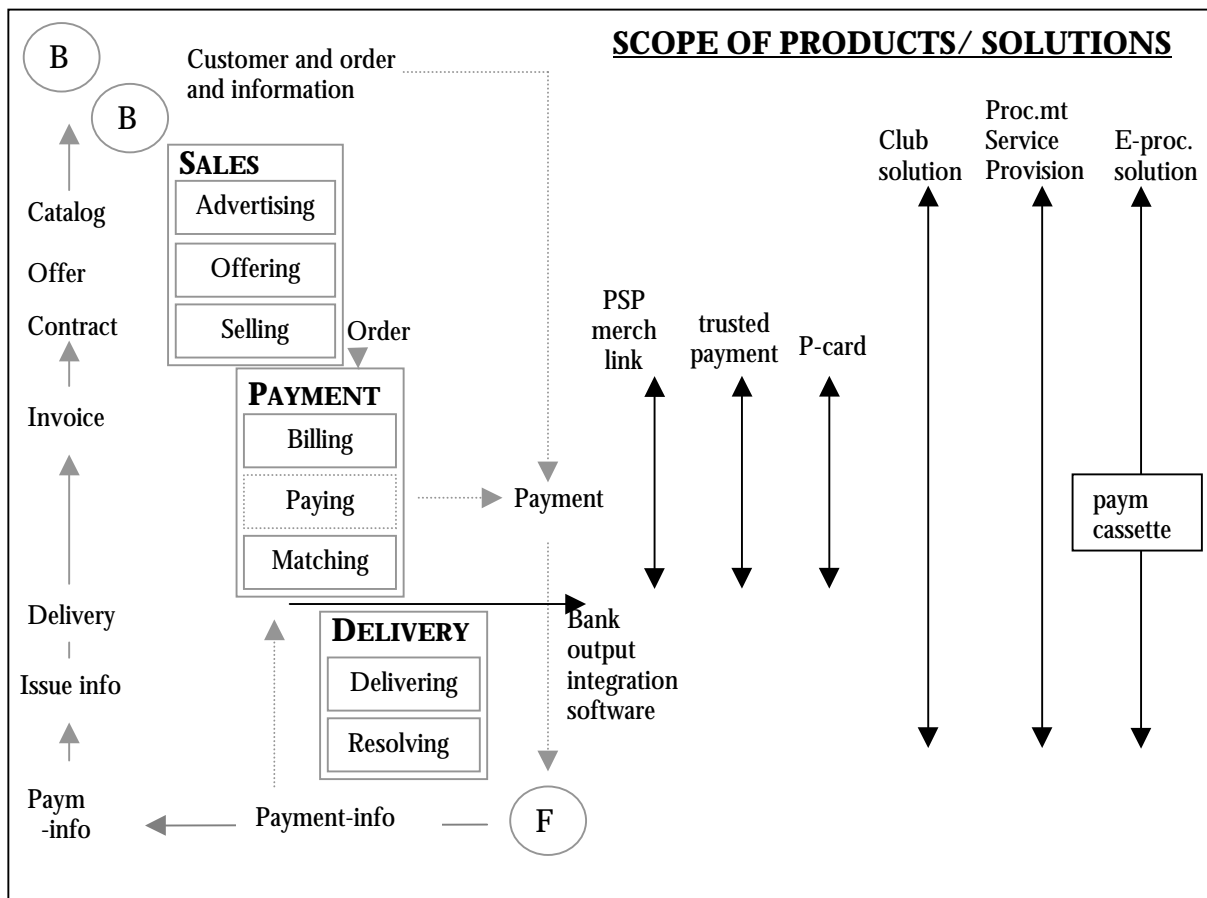 SCOPE OF PRODUCTS/ SOLUTIONS
B
B
Customer and order
and information
SALES
Advertising
Offering
Selling
Catalog
Offer
Contract
Order
PAYMENT
Billing
Paying
Matching
Invoice
Payment
Delivery
Issue info
DELIVERY
Delivering
Resolving
Bank
output
integration
software
Paym
-info
Payment-info
F
PSP
merch
link
trusted
payment
P-card
Club
solution
Proc.mt
Service
Provision
E-proc.
solution
paym
cassette